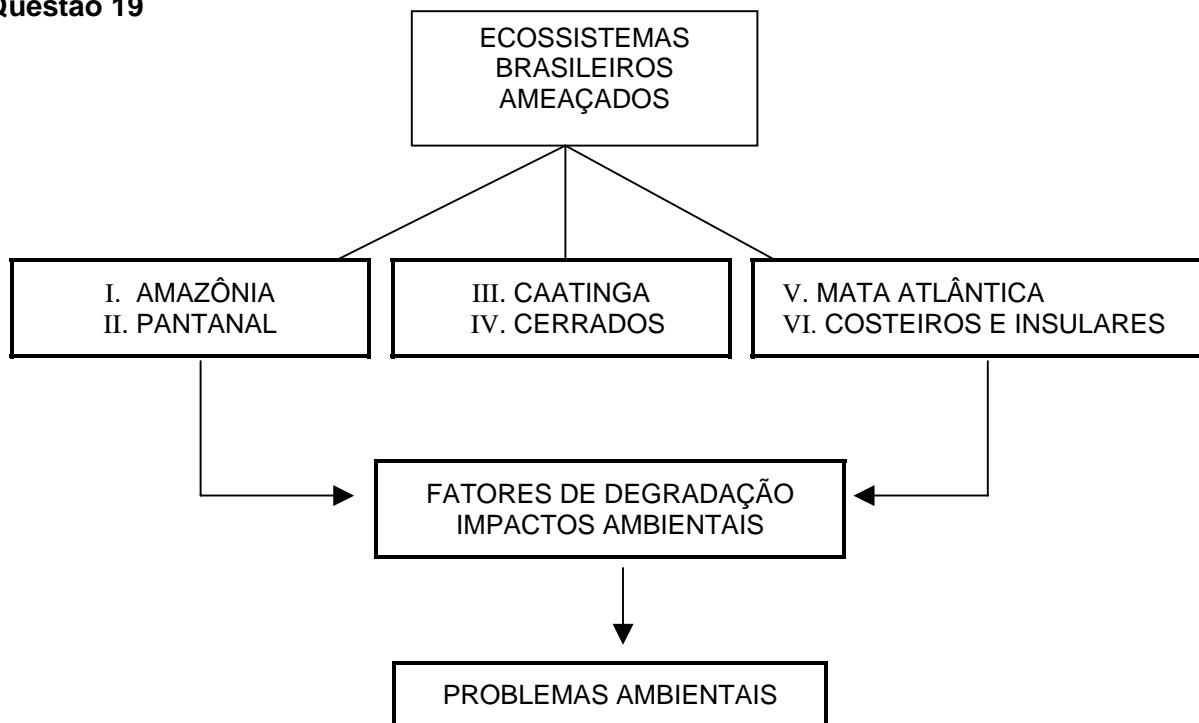 Questão 19
ECOSSISTEMAS
BRASILEIROS
AMEAÇADOS
I. AMAZÔNIA
II. PANTANAL
III. CAATINGA
IV. CERRADOS
V. MATA ATLÂNTICA
VI. COSTEIROS E INSULARES
FATORES DE DEGRADAÇÃO
IMPACTOS AMBIENTAIS
PROBLEMAS AMBIENTAIS